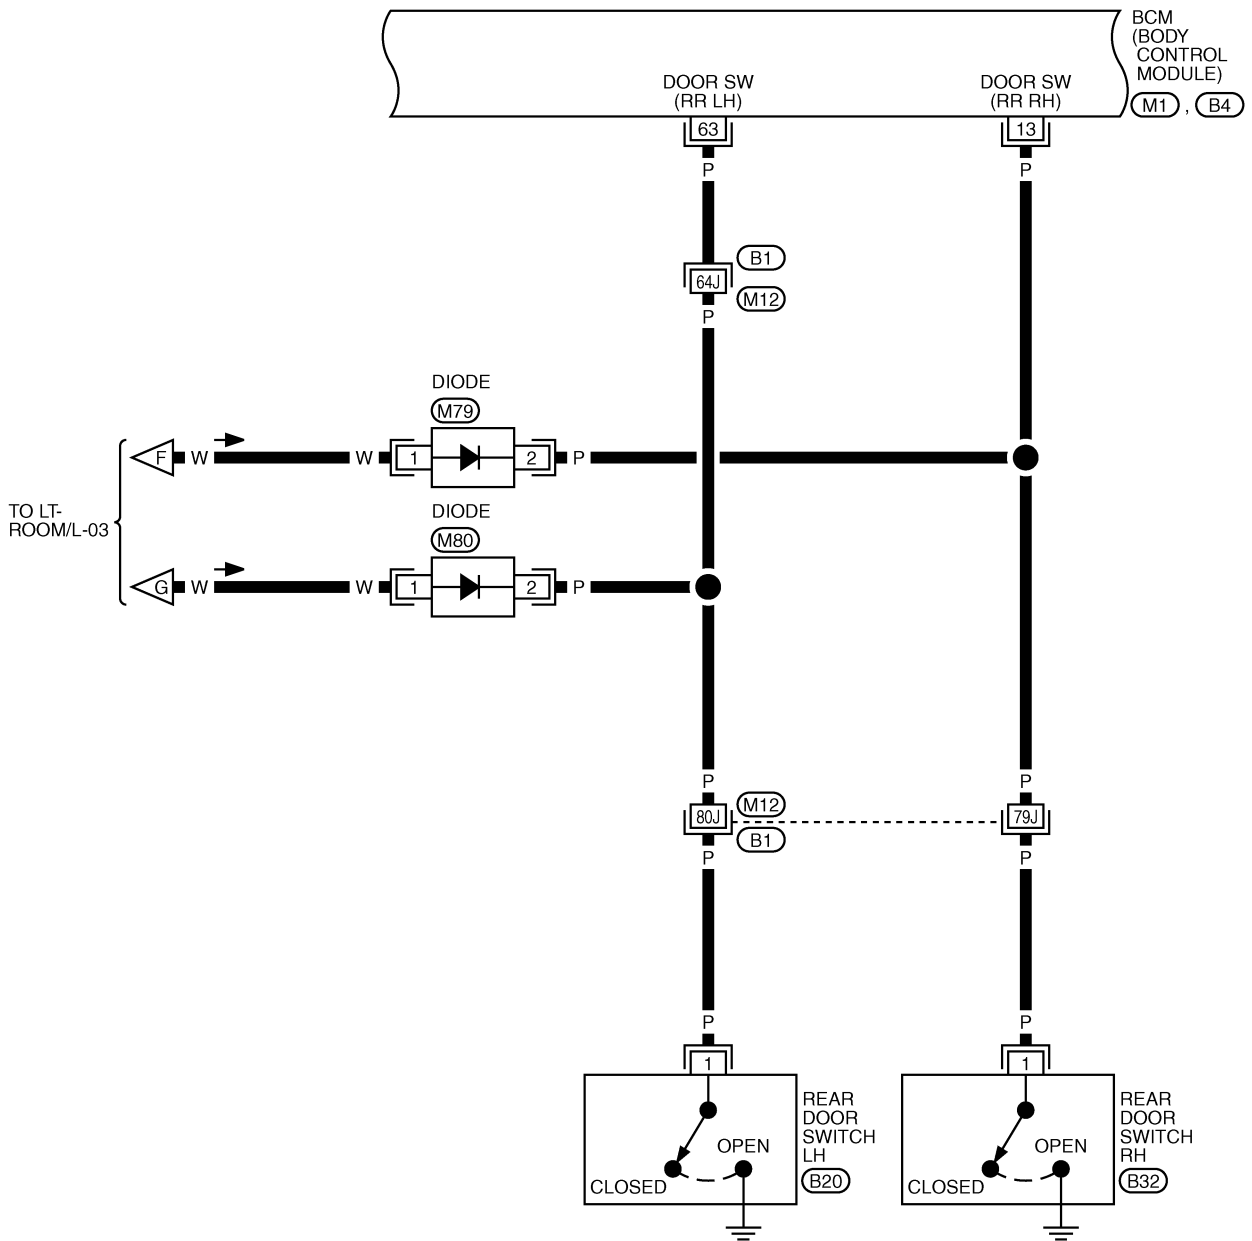 BCM
(BODY
CONTROL
MODULE)
M1 , B4
DOOR SW
(RR LH)
DOOR SW
(RR RH)
63
13
P
P
B1
64J
M12
P
DIODE
M79
F
W
W
1
2
P
TO LT-
ROOM/L-03
DIODE
M80
G
W
W
1
2
P
P
P
M12
80J
79J
B1
P
P
P
P
1
1
REAR
DOOR
SWITCH
LH
B20
OPEN
CLOSED
REAR
DOOR
SWITCH
RH
B32
OPEN
CLOSED